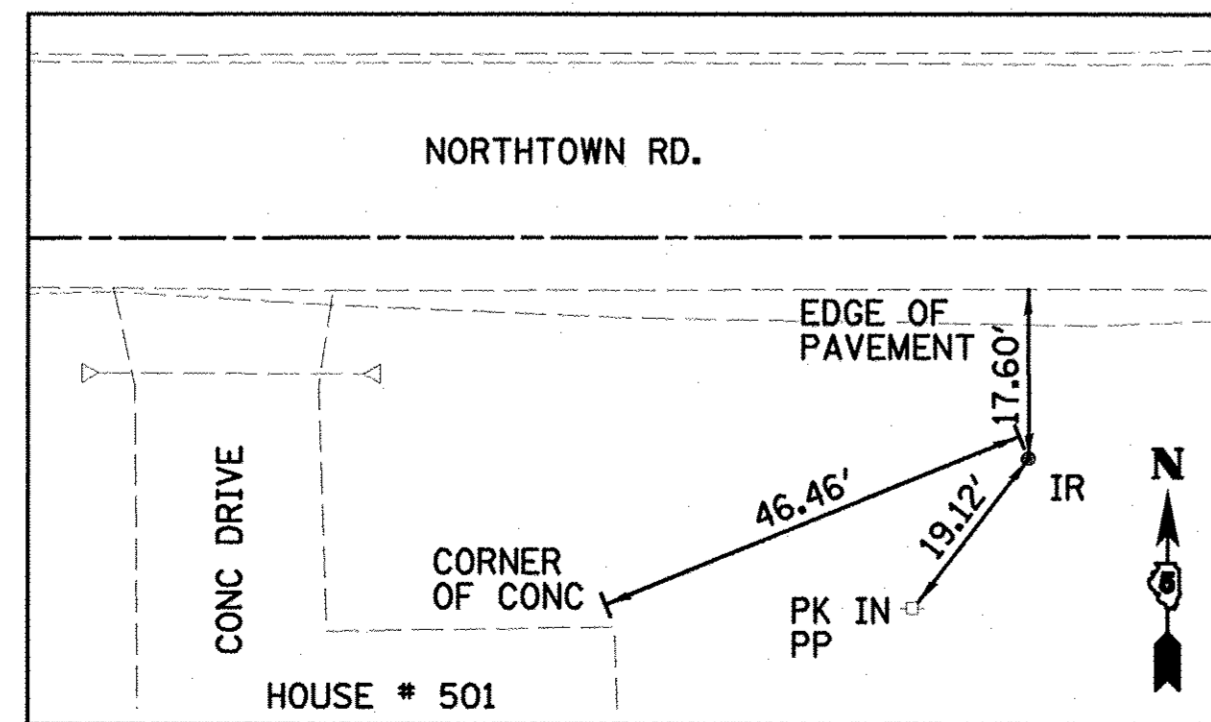 NORTHTOWN RD.
EDGE OF
PAVEMENT
17.60'
46.46'
19.12'
IR
N
5
CONC DRIVE
CORNER
OF CONC
PK IN
PP
HOUSE # 501